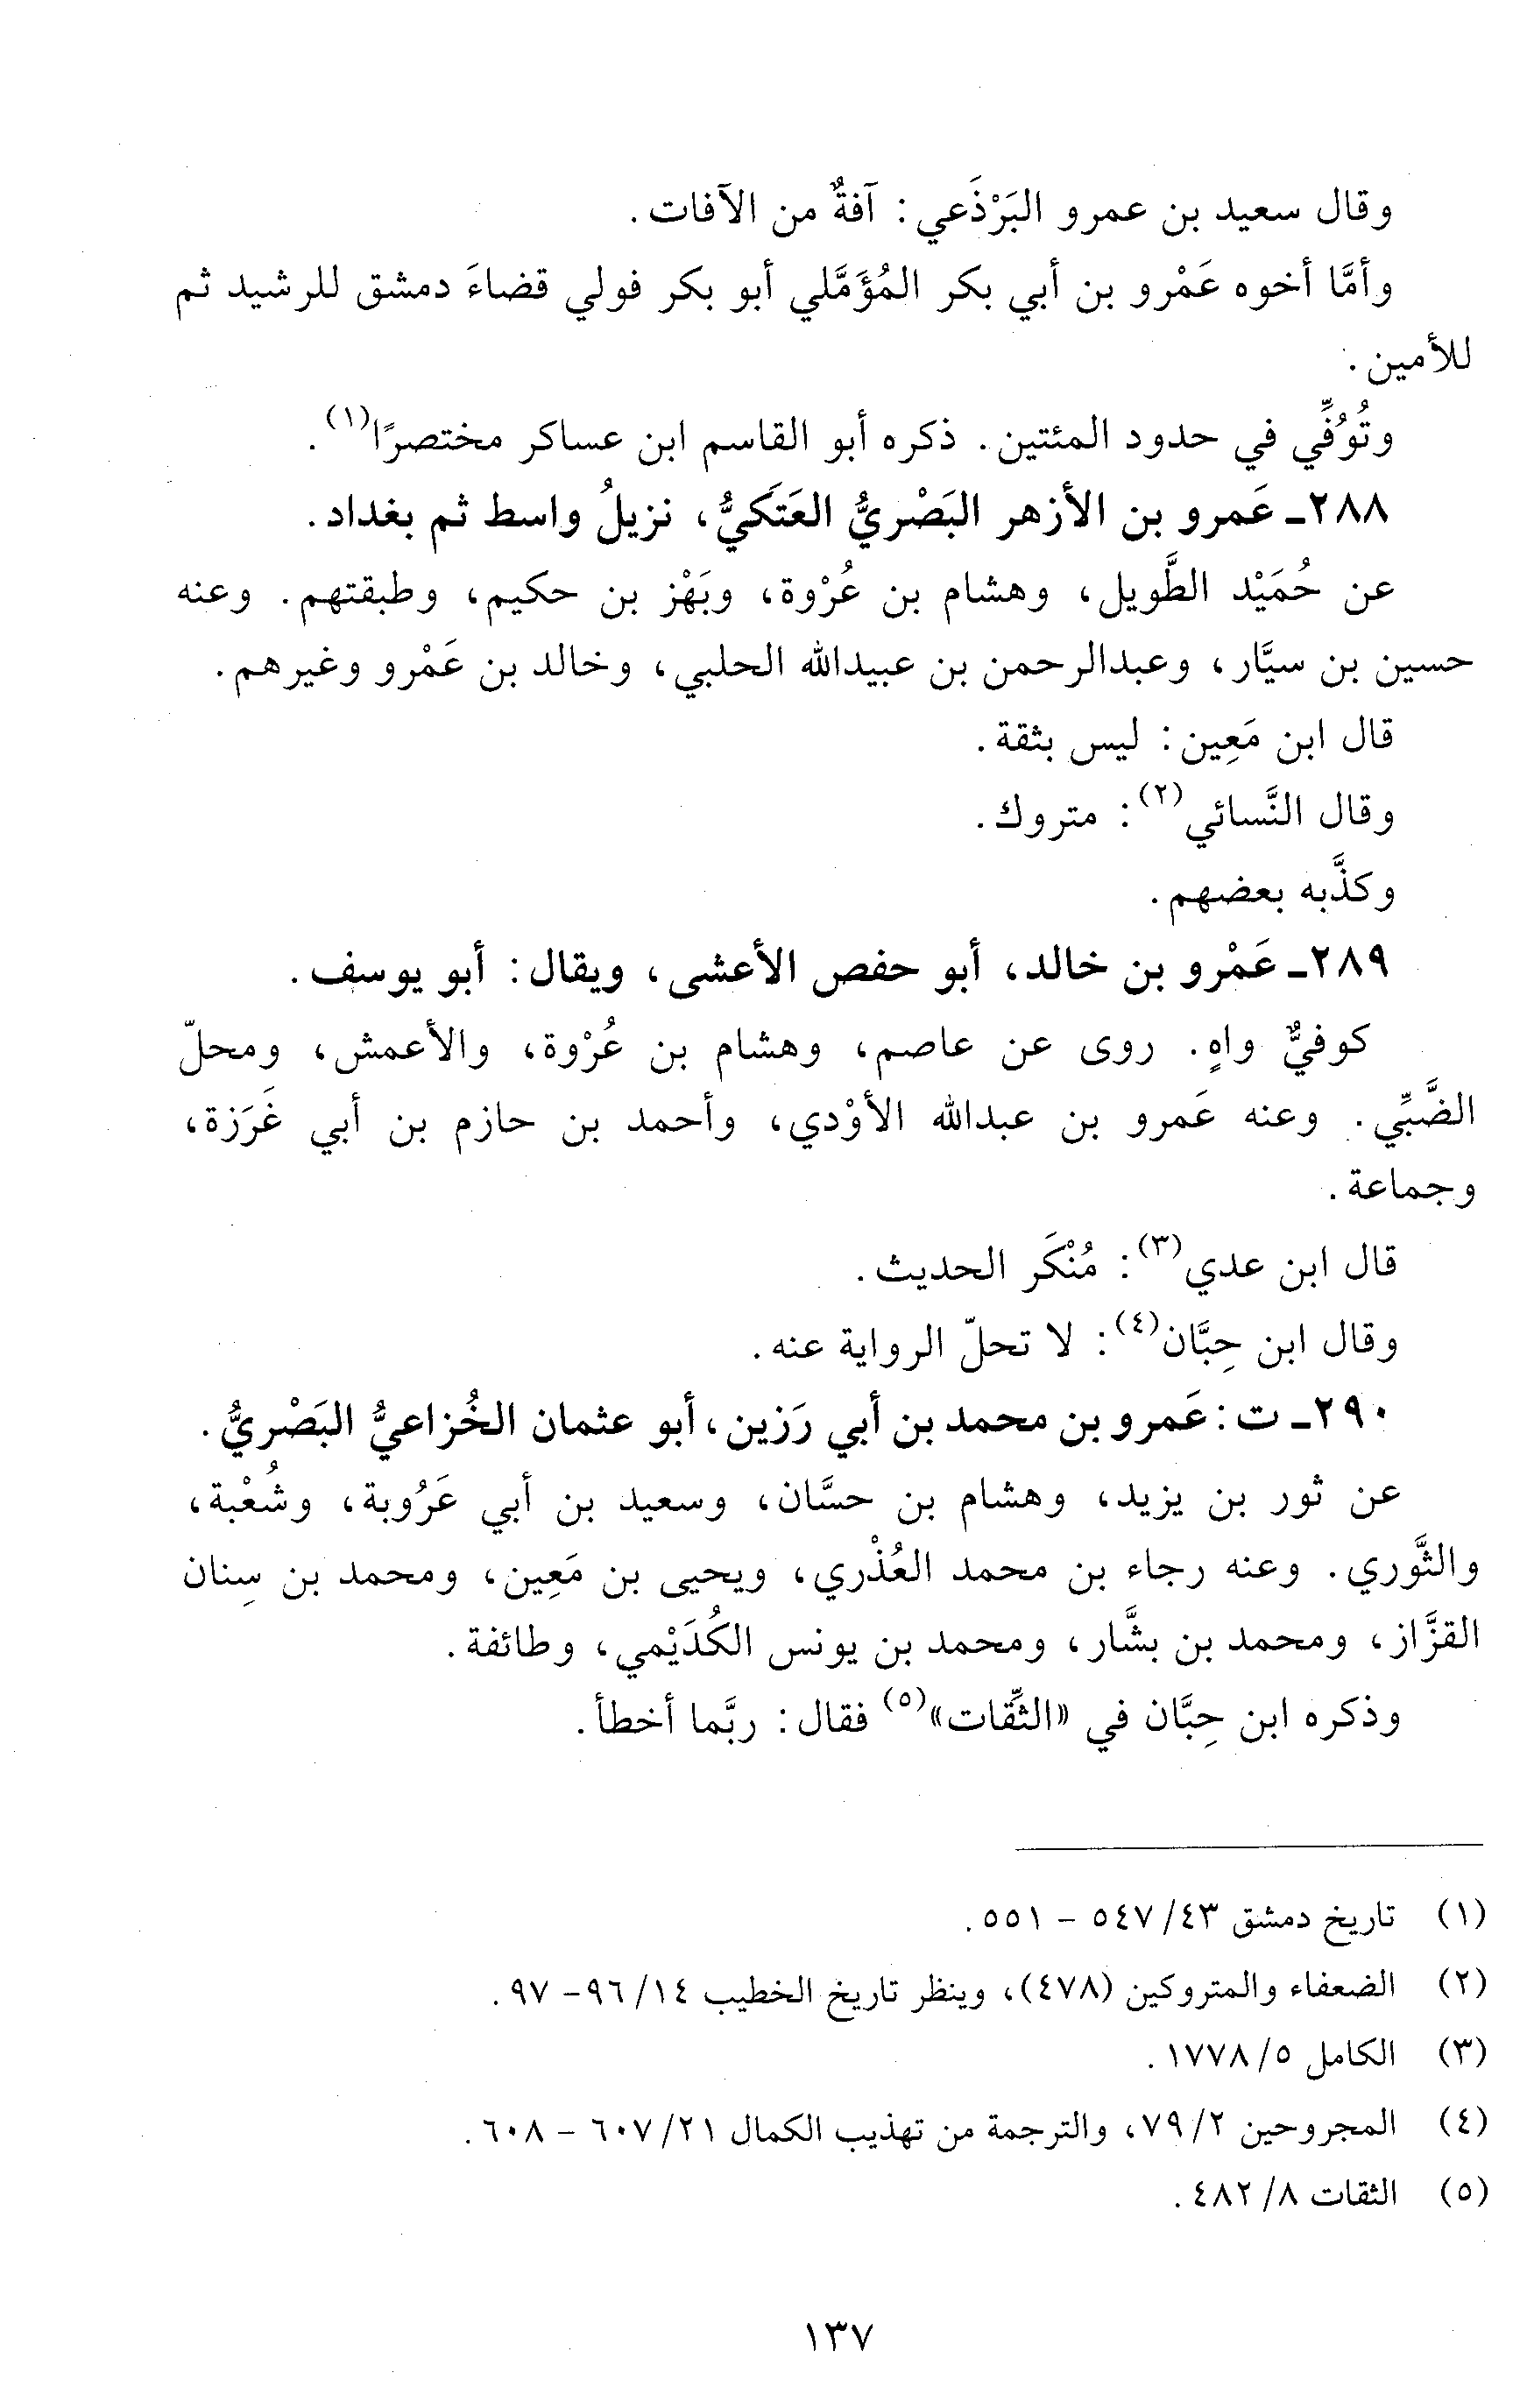 وقال سعيد بن عمرو البَرْذَعي: آفةٌ من الآفات.
وأمَّا أخوه عَمْرو بن أبي بكر المُؤَمَّلي أبو بكر فولي قضاءَ دمشق للرشيد ثم
للأمين.
وتُوُفِّي في حدود المئتين. ذكره أبو القاسم ابن عساكر مختصرًا(١).
٢٨٨ـ عَمرو بن الأزهر البَصْريُّ العَتَكيُّ، نزيلُ واسط ثم بغداد.
عن حُمَيْد الطَّويل، وهشام بن عُرْوة، وبَهْز بن حكيم، وطبقتهم. وعنه
حسين بن سيَّار، وعبدالرحمن بن عبيدالله الحلبي، وخالد بن عَمْرو وغيرهم.
قال ابن مَعِين: ليس بثقة.
وقال النَّسائي(٢): متروك.
وكذَّبه بعضهم.
٢٨٩ـ عَمْرو بن خالد، أبو حفص الأعشى، ويقال: أبو يوسف.
كوفيٌّ واهٍ. روى عن عاصم، وهشام بن عُرْوة، والأعمش، ومحلّ
الضَّبِّي. وعنه عَمرو بن عبدالله الأوْدي، وأحمد بن حازم بن أبي غَرَزة،
وجماعة.
قال ابن عدي(٣): مُنْكَر الحديث.
وقال ابن حِبَّان(٤): لا تحلّ الرواية عنه.
٢٩٠ـ ت: عَمرو بن محمد بن أبي رَزين، أبو عثمان الخُزاعيُّ البَصْريُّ.
عن ثور بن يزيد، وهشام بن حسَّان، وسعيد بن أبي عَرُوبة، وشُعْبة،
والثَّوري. وعنه رجاء بن محمد العُذْري، ويحيى بن مَعِين، ومحمد بن سِنان
القزَّاز، ومحمد بن بشَّار، ومحمد بن يونس الكُدَيْمي، وطائفة.
وذكره ابن حِبَّان في «الثِّقات»(٥) فقال: ربَّما أخطأ.
(١) تاريخ دمشق ٤٣/ ٥٤٧ – ٥٥١.
(٢) الضعفاء والمتروكين (٤٧٨)، وينظر تاريخ الخطيب ١٤/ ٩٦– ٩٧.
(٣) الكامل ٥/ ١٧٧٨.
(٤) المجروحين ٢/ ٧٩، والترجمة من تهذيب الكمال ٢١/ ٦٠٧ – ٦٠٨.
(٥) الثقات ٨/ ٤٨٢.
١٣٧